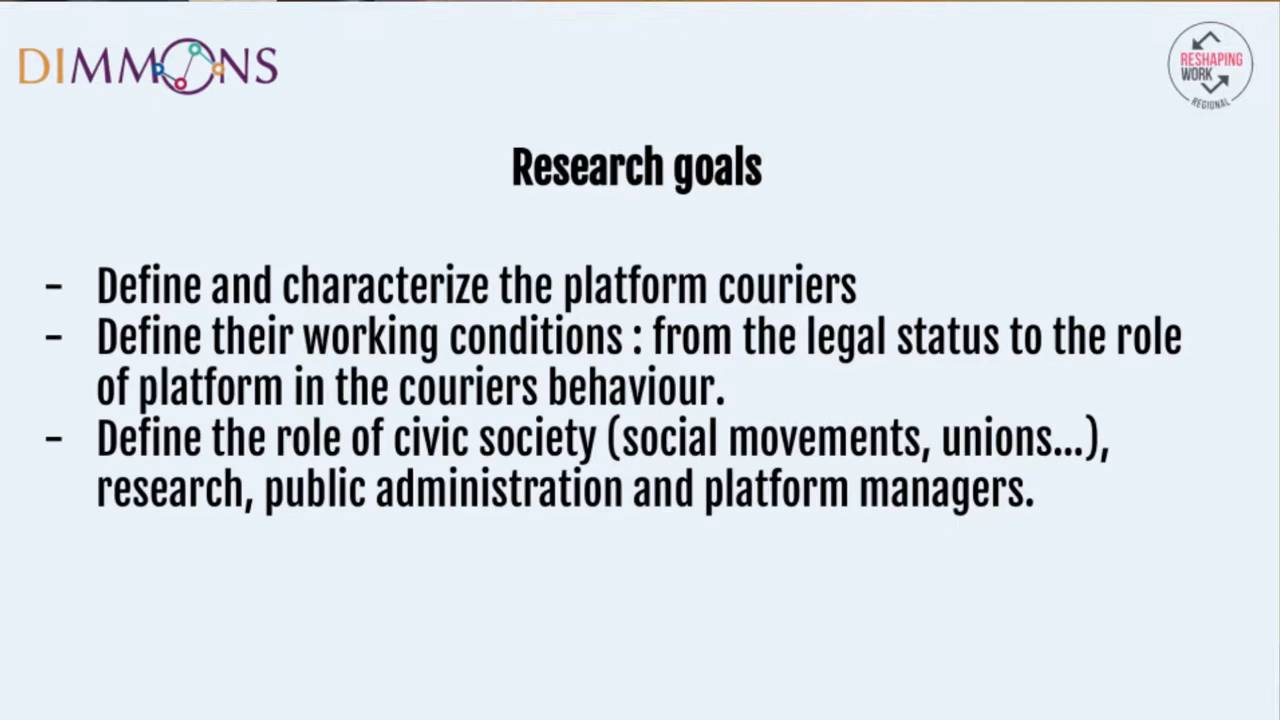 DIMMONS
RESHAPING
WORK
REGIONAL
Research goals
- Define and characterize the platform couriers
- Define their working conditions : from the legal status to the role
of platform in the couriers behaviour.
- Define the role of civic society (social movements, unions...),
research, public administration and platform managers.